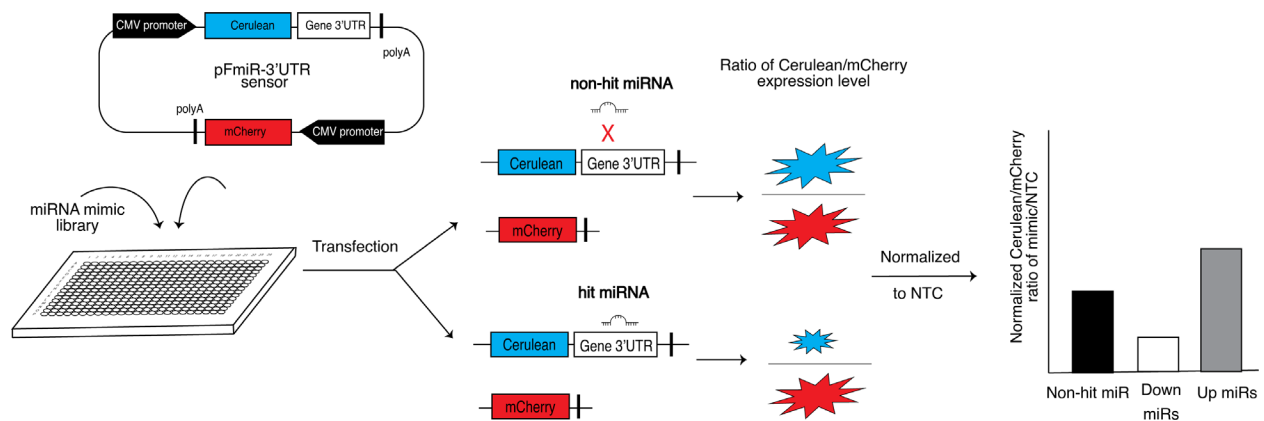 CMV promoter
Cerulean
Gene 3'UTR
polyA
pFmiR-3'UTR
sensor
polyA
mCherry
CMV promoter
miRNA mimic
library
Transfection
non-hit miRNA
X
Cerulean
Gene 3'UTR
mCherry
hit miRNA
Cerulean
Gene 3'UTR
mCherry
Ratio of Cerulean/mCherry
expression level
Normalized
to NTC
Normalized Cerulean/mCherry
ratio of mimic/NTC
Non-hit miR
Down
miRs
Up miRs